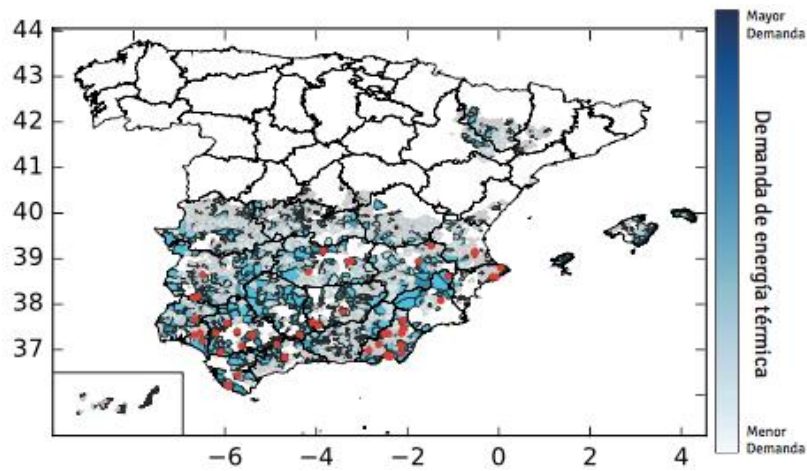 44
43
42
41
40
39
38
37
−6
−4
−2
0
2
4
Mayor
Demanda
Demanda de energía térmica
Menor
Demanda